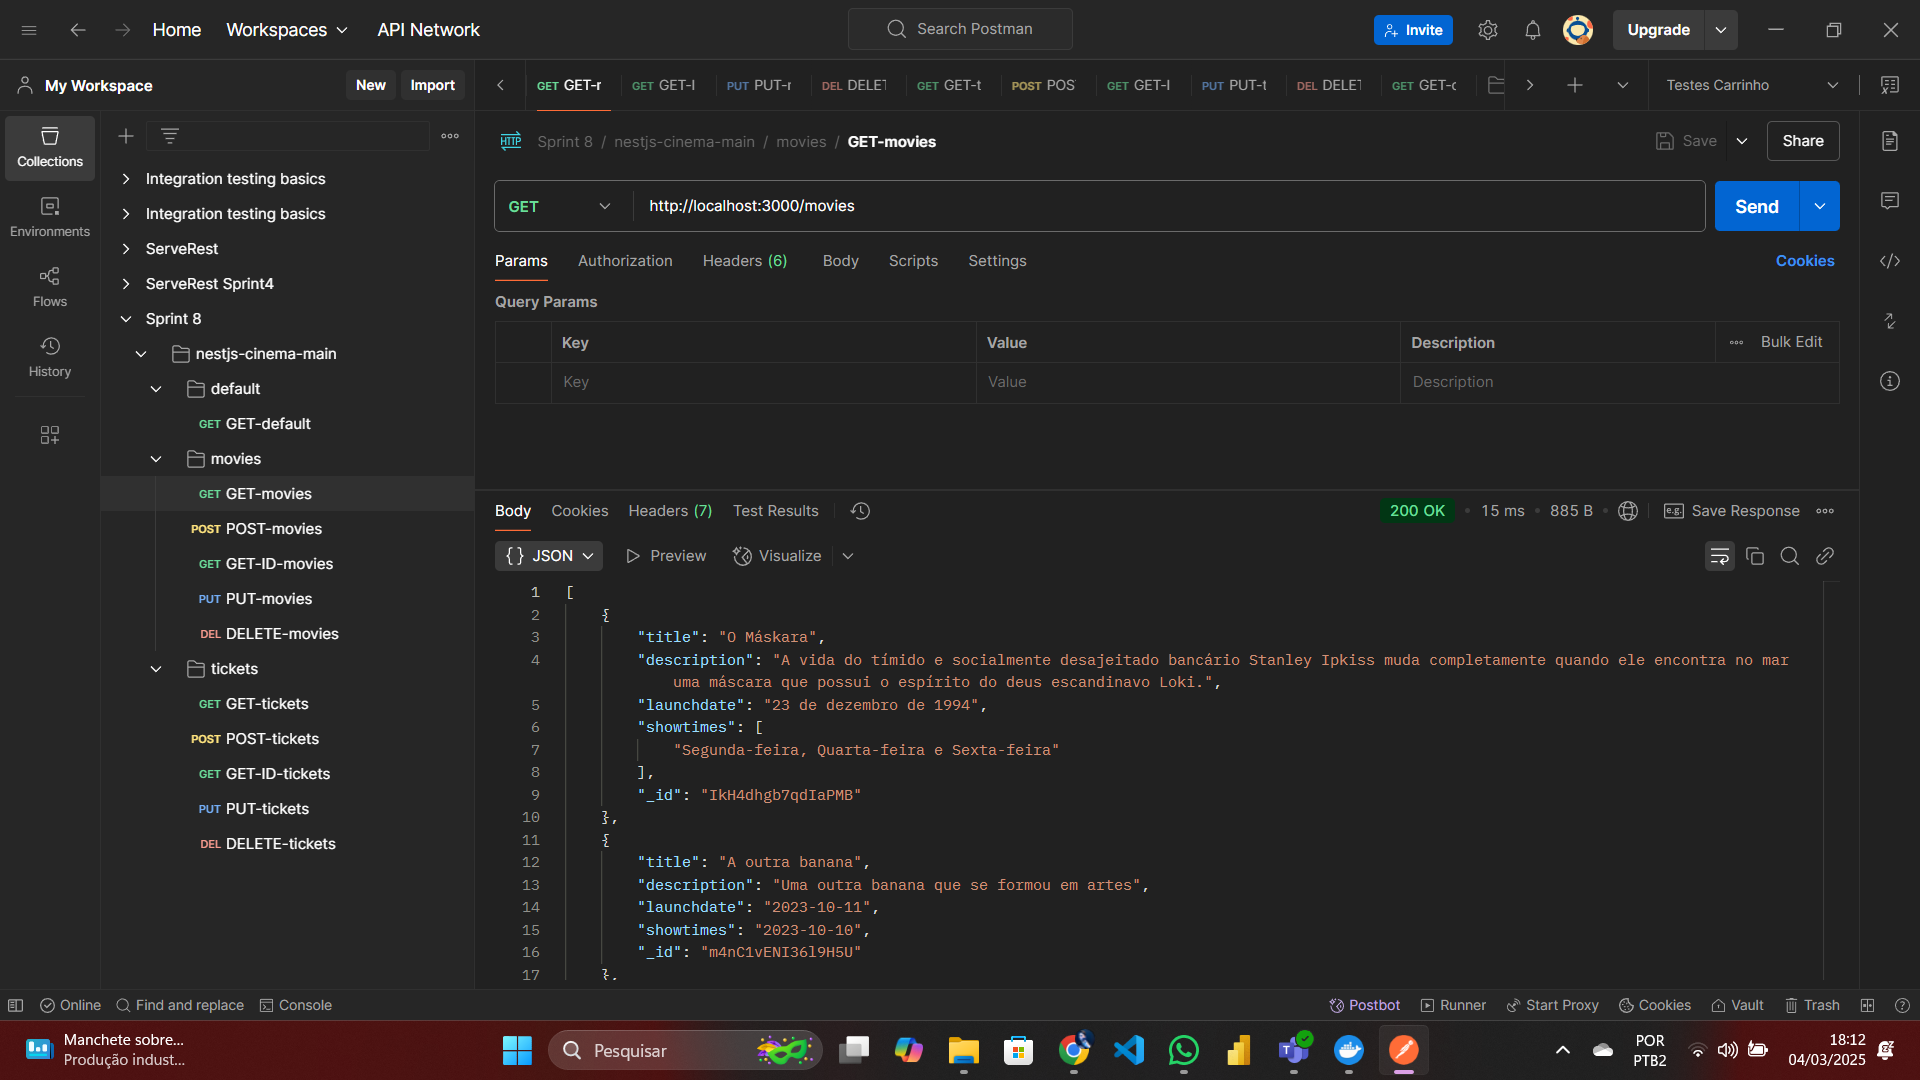 Home Workspaces API Network Search Postman Invite Upgrade
My Workspace New Import GET GET-r GET GET-I PUT PUT-r DEL DELET GET GET-t POST POS GET GET-I PUT PUT-t DEL DELET GET GET-c Testes Carrinho
Collections
Environments
Flows
History
Integration testing basics
Integration testing basics
ServeRest
ServeRest Sprint4
Sprint 8
nestjs-cinema-main
default
GET GET-default
movies
GET GET-movies
POST POST-movies
GET GET-ID-movies
PUT PUT-movies
DEL DELETE-movies
tickets
GET GET-tickets
POST POST-tickets
GET GET-ID-tickets
PUT PUT-tickets
DEL DELETE-tickets
HTTP Sprint 8 / nestjs-cinema-main / movies / GET-movies Save Share
GET http://localhost:3000/movies Send
Params Authorization Headers (6) Body Scripts Settings Cookies
Query Params
Key Value Description Bulk Edit
Key Value Description
Body Cookies Headers (7) Test Results 200 OK 15 ms 885 B e.g. Save Response
{} JSON Preview Visualize
1 [
2 {
3 "title": "O Máskara",
4 "description": "A vida do tímido e socialmente desajeitado bancário Stanley Ipkiss muda completamente quando ele encontra no mar
uma máscara que possui o espírito do deus escandinavo Loki.",
5 "launchdate": "23 de dezembro de 1994",
6 "showtimes": [
7 "Segunda-feira, Quarta-feira e Sexta-feira"
8 ],
9 "_id": "IkH4dhgb7qdIaPMB"
10 },
11 {
12 "title": "A outra banana",
13 "description": "Uma outra banana que se formou em artes",
14 "launchdate": "2023-10-11",
15 "showtimes": "2023-10-10",
16 "_id": "m4nC1vENI36l9H5U"
17 },
Online Find and replace Console Postbot Runner Start Proxy Cookies Vault Trash
Manchete sobre...
Produção indust...
Pesquisar
POR
PTB2
18:12
04/03/2025